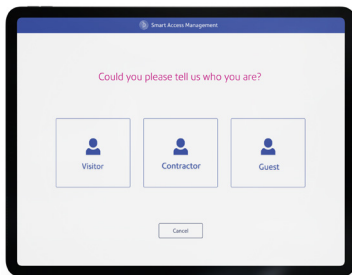 Smart Access Management
Could you please tell us who you are?
Visitor
Contractor
Guest
Cancel